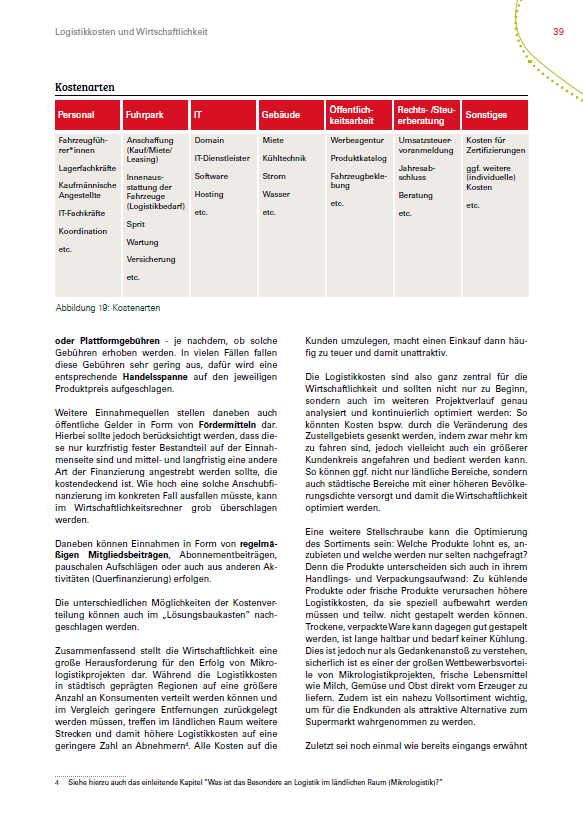 Logistikkosten und Wirtschaftlichkeit
39
Kostenarten
Personal
Fuhrpark
IT
Gebäude
Öffentlich-
keitsarbeit
Rechts- /Steu-
erberatung
Sonstiges
Fahrzeugfüh-
rer*innen
Lagerfachkräfte
Kaufmännische
Angestellte
IT-Fachkräfte
Koordination
etc.
Anschaffung
(Kauf/Miete/
Leasing)
Innenaus-
stattung der
Fahrzeuge
(Logistikbedarf)
Sprit
Wartung
Versicherung
etc.
Domain
IT-Dienstleister
Software
Hosting
etc.
Miete
Kühltechnik
Strom
Wasser
etc.
Werbeagentur
Produktkatalog
Fahrzeugbekle-
bung
etc.
Umsatzsteuer-
voranmeldung
Jahresab-
schluss
Beratung
etc.
Kosten für
Zertifizierungen
ggf. weitere
(individuelle)
Kosten
etc.
Abbildung 19: Kostenarten
oder Plattformgebühren - je nachdem, ob solche
Gebühren erhoben werden. In vielen Fällen fallen
diese Gebühren sehr gering aus, dafür wird eine
entsprechende Handelsspanne auf den jeweiligen
Produktpreis aufgeschlagen.
Weitere Einnahmequellen stellen daneben auch
öffentliche Gelder in Form von Fördermitteln dar.
Hierbei sollte jedoch berücksichtigt werden, dass die-
se nur kurzfristig fester Bestandteil auf der Einnah-
menseite sind und mittel- und langfristig eine andere
Art der Finanzierung angestrebt werden sollte, die
kostendeckend ist. Wie hoch eine solche Anschubfi-
nanzierung im konkreten Fall ausfallen müsste, kann
im Wirtschaftlichkeitsrechner grob überschlagen
werden.
Daneben können Einnahmen in Form von regelmä-
ßigen Mitgliedsbeiträgen, Abonnementbeiträgen,
pauschalen Aufschlägen oder auch aus anderen Ak-
tivitäten (Querfinanzierung) erfolgen.
Die unterschiedlichen Möglichkeiten der Kostenver-
teilung können auch im „Lösungsbaukasten“ nach-
geschlagen werden.
Zusammenfassend stellt die Wirtschaftlichkeit eine
große Herausforderung für den Erfolg von Mikro-
logistikprojekten dar. Während die Logistikkosten
in städtisch geprägten Regionen auf eine größere
Anzahl an Konsumenten verteilt werden können und
im Vergleich geringere Entfernungen zurückgelegt
werden müssen, treffen im ländlichen Raum weitere
Strecken und damit höhere Logistikkosten auf eine
geringere Zahl an Abnehmern⁴. Alle Kosten auf die
Kunden umzulegen, macht einen Einkauf dann häu-
fig zu teuer und damit unattraktiv.
Die Logistikkosten sind also ganz zentral für die
Wirtschaftlichkeit und sollten nicht nur zu Beginn,
sondern auch im weiteren Projektverlauf genau
analysiert und kontinuierlich optimiert werden: So
könnten Kosten bspw. durch die Veränderung des
Zustellgebiets gesenkt werden, indem zwar mehr km
zu fahren sind, jedoch vielleicht auch ein größerer
Kundenkreis angefahren und bedient werden kann.
So können ggf. nicht nur ländliche Bereiche, sondern
auch städtische Bereiche mit einer höheren Bevölke-
rungsdichte versorgt und damit die Wirtschaftlichkeit
optimiert werden.
Eine weitere Stellschraube kann die Optimierung
des Sortiments sein: Welche Produkte lohnt es, an-
zubieten und welche werden nur selten nachgefragt?
Denn die Produkte unterscheiden sich auch in ihrem
Handlings- und Verpackungsaufwand: Zu kühlende
Produkte oder frische Produkte verursachen höhere
Logistikkosten, da sie speziell aufbewahrt werden
müssen und teilw. nicht gestapelt werden können.
Trockene, verpackte Ware kann dagegen gut gestapelt
werden, ist lange haltbar und bedarf keiner Kühlung.
Dies ist jedoch nur als Gedankenanstoß zu verstehen,
sicherlich ist es einer der großen Wettbewerbsvortei-
le von Mikrologistikprojekten, frische Lebensmittel
wie Milch, Gemüse und Obst direkt vom Erzeuger zu
liefern. Zudem ist ein nahezu Vollsortiment wichtig,
um für die Endkunden als attraktive Alternative zum
Supermarkt wahrgenommen zu werden.
Zuletzt sei noch einmal wie bereits eingangs erwähnt
4 Siehe hierzu auch das einleitende Kapitel "Was ist das Besondere an Logistik im ländlichen Raum (Mikrologistik)?"